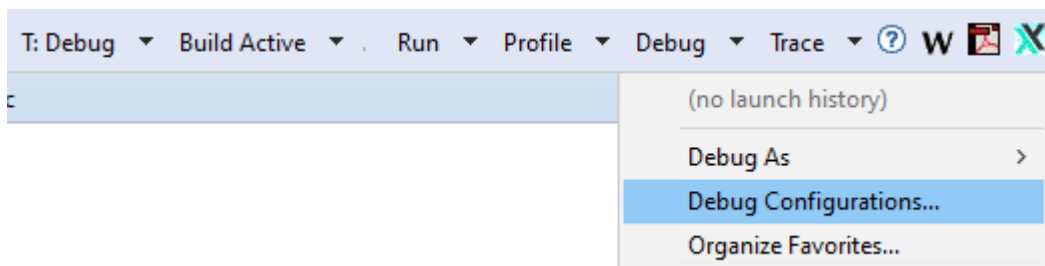 T: Debug Build Active Run Profile Debug Trace ? W
c
(no launch history)
Debug As
Debug Configurations...
Organize Favorites...